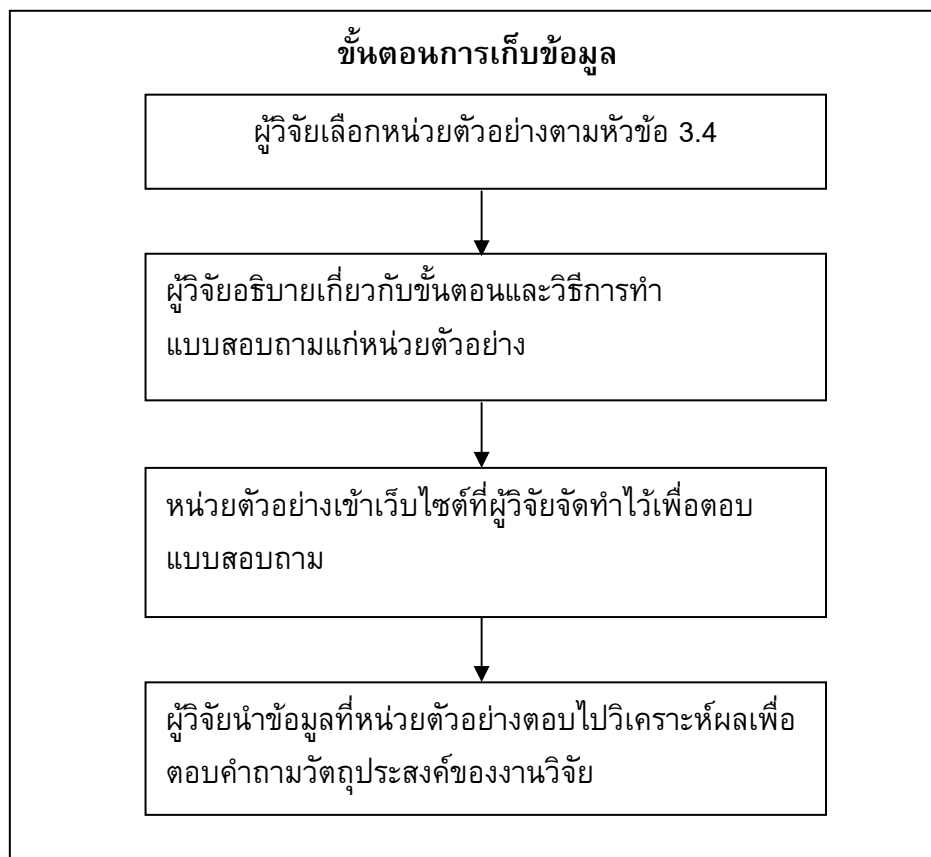 ขั้นตอนการเก็บข้อมูล
ผู้วิจัยเลือกหน่วยตัวอย่างตามหัวข้อ 3.4
ผู้วิจัยอธิบายเกี่ยวกับขั้นตอนและวิธีการทำ
แบบสอบถามแก่หน่วยตัวอย่าง
หน่วยตัวอย่างเข้าเว็บไซต์ที่ผู้วิจัยจัดทำไว้เพื่อตอบ
แบบสอบถาม
ผู้วิจัยนำข้อมูลที่หน่วยตัวอย่างตอบไปวิเคราะห์ผลเพื่อ
ตอบคำถามวัตถุประสงค์ของงานวิจัย